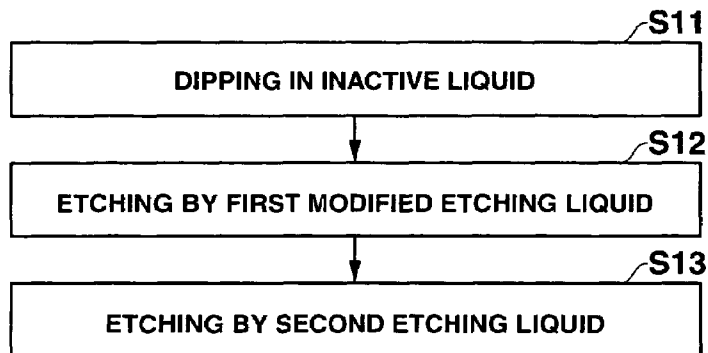 S11
DIPPING IN INACTIVE LIQUID
S12
ETCHING BY FIRST MODIFIED ETCHING LIQUID
S13
ETCHING BY SECOND ETCHING LIQUID